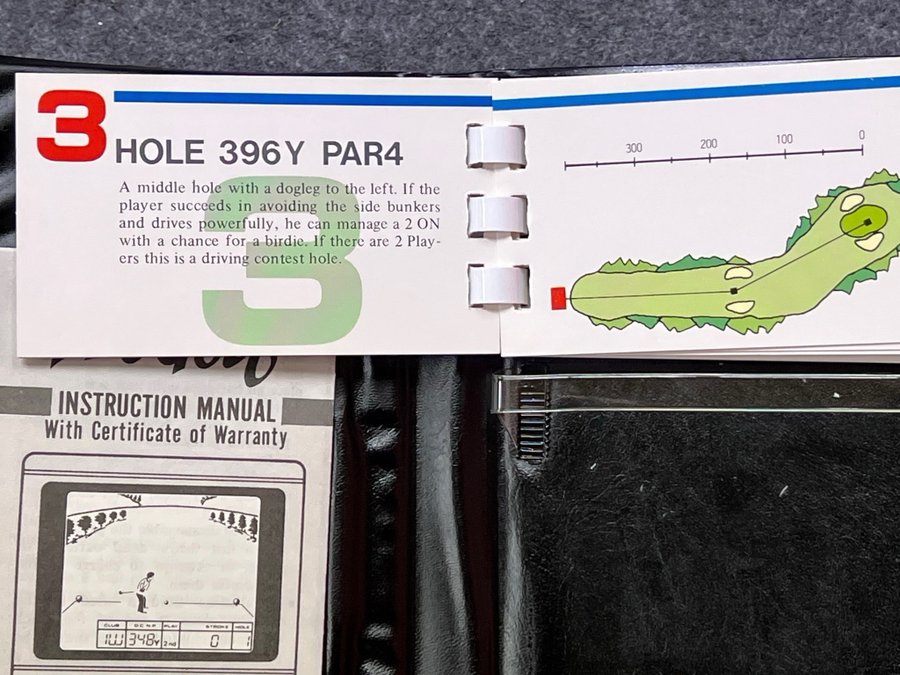 3
HOLE 396Y PAR4
A middle hole with a dogleg to the left. If the
player succeeds in avoiding the side bunkers
and drives powerfully, he can manage a 2 ON
with a chance for a birdie. If there are 2 Play-
ers this is a driving contest hole.
3
300 200 100 0
INSTRUCTION MANUAL
With Certificate of Warranty
CLUB PLAY STROKE HOLE
1W 348Y 2nd 0 1